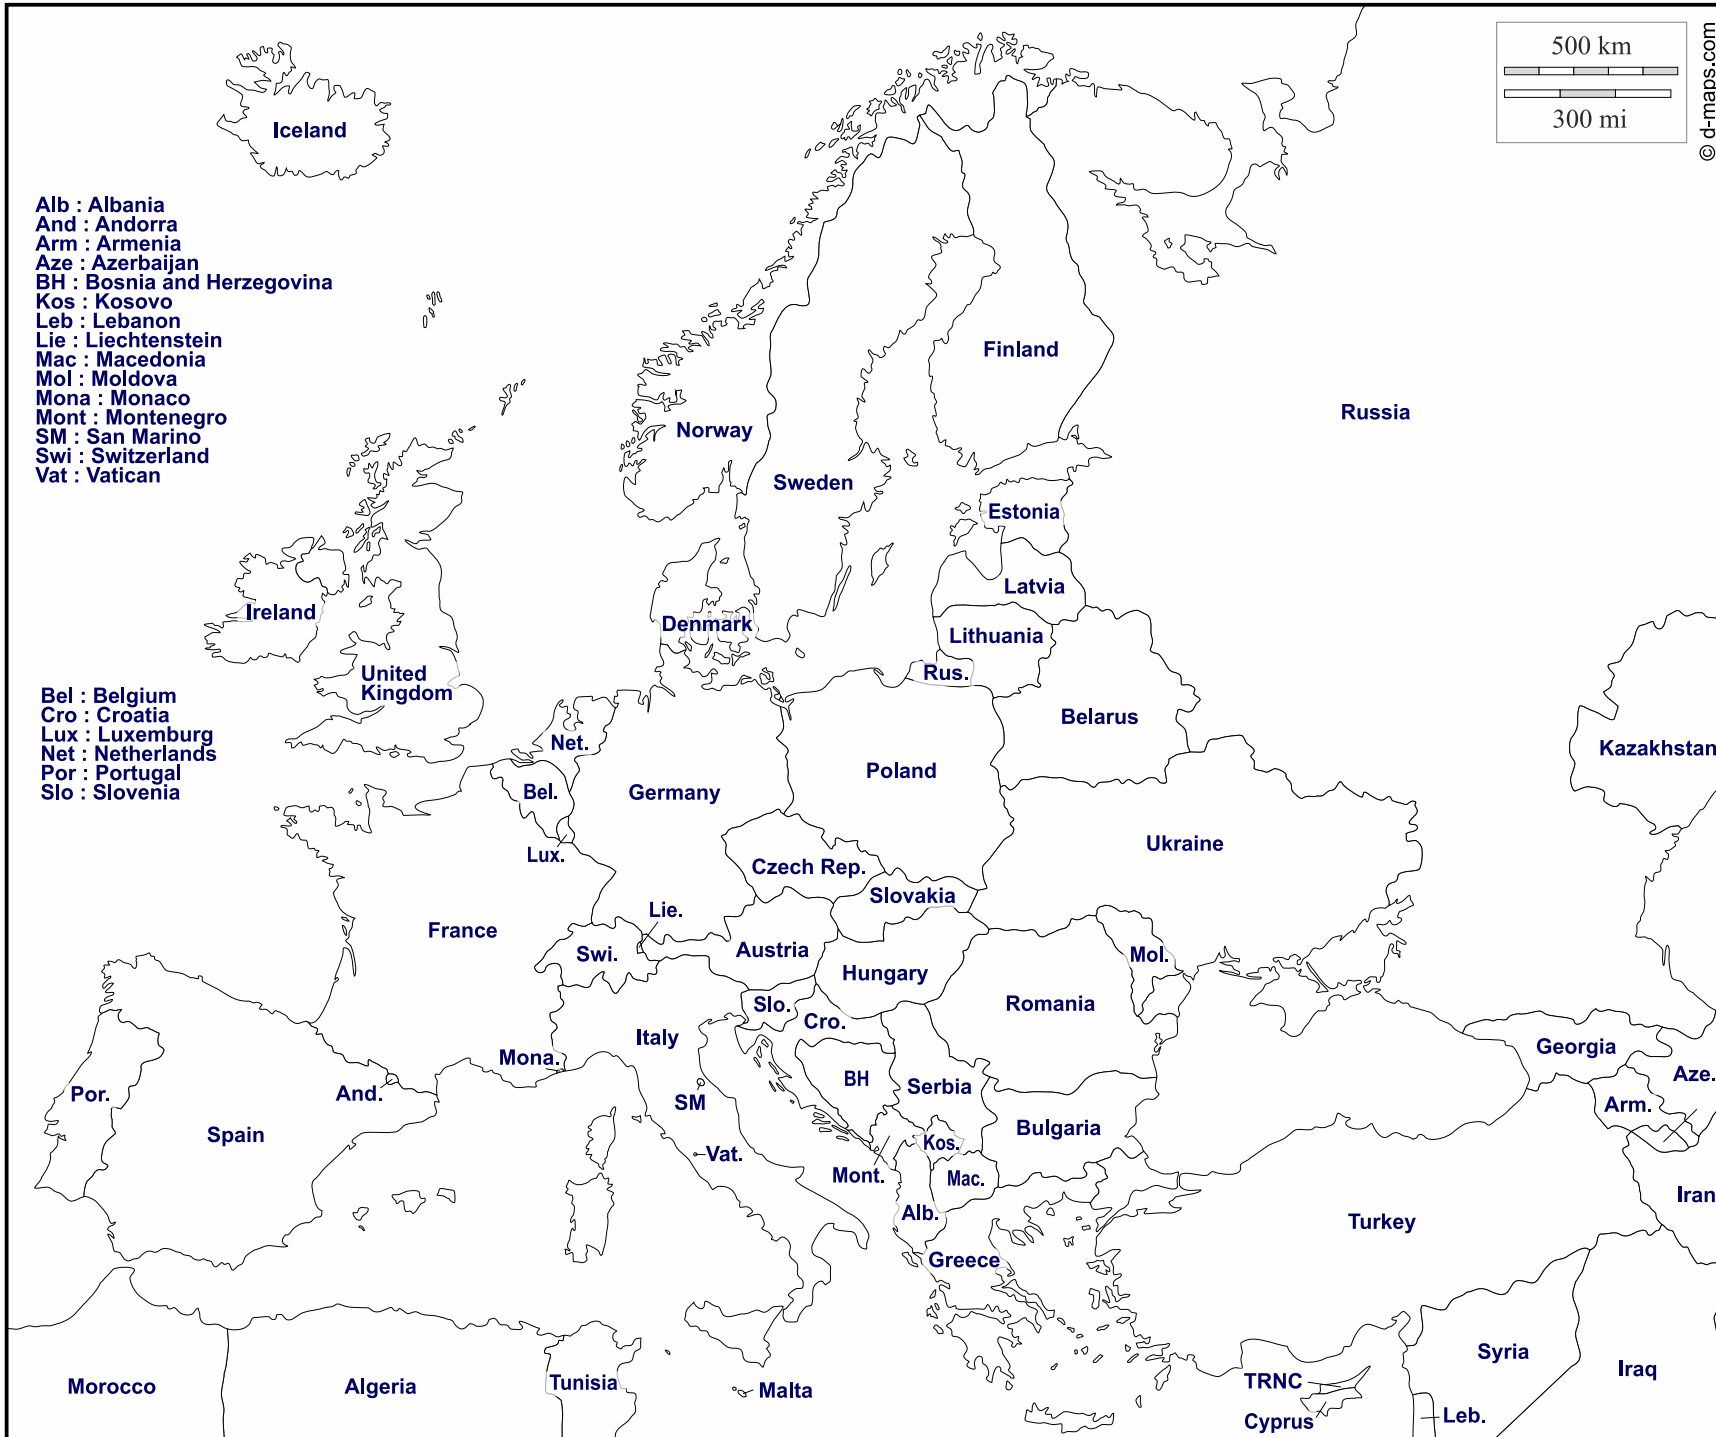 500 km
300 mi
© d-maps.com
Iceland
Alb : Albania
And : Andorra
Arm : Armenia
Aze : Azerbaijan
BH : Bosnia and Herzegovina
Kos : Kosovo
Leb : Lebanon
Lie : Liechtenstein
Mac : Macedonia
Mol : Moldova
Mona : Monaco
Mont : Montenegro
SM : San Marino
Swi : Switzerland
Vat : Vatican
Finland
Russia
Norway
Sweden
Estonia
Latvia
Ireland
Denmark
Lithuania
United
Kingdom
Rus.
Bel : Belgium
Cro : Croatia
Lux : Luxemburg
Net : Netherlands
Por : Portugal
Slo : Slovenia
Belarus
Net.
Kazakhstan
Poland
Bel.
Germany
Ukraine
Lux.
Czech Rep.
Slovakia
Lie.
France
Swi.
Austria
Mol.
Hungary
Slo.
Romania
Cro.
Italy
Georgia
Mona.
BH
Serbia
Aze.
And.
Por.
SM
Arm.
Spain
Bulgaria
Kos.
Vat.
Mont.
Mac.
Iran
Alb.
Turkey
Greece
Syria
Iraq
Morocco
Algeria
Tunisia
Malta
TRNC
Cyprus
Leb.